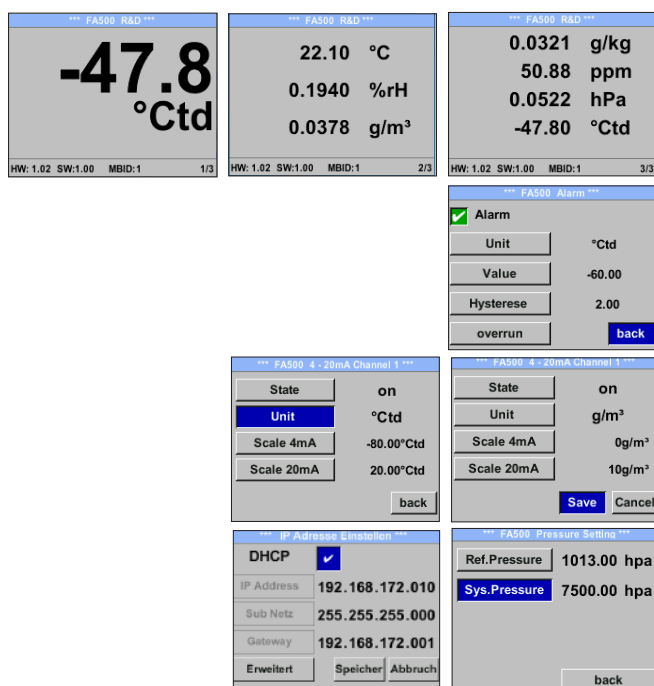 *** FA500 R&D ***
-47.8
°Ctd
HW: 1.02 SW:1.00 MBID:1 1/3
*** FA500 R&D ***
22.10 °C
0.1940 %rH
0.0378 g/m³
HW: 1.02 SW:1.00 MBID:1 2/3
*** FA500 R&D ***
0.0321 g/kg
50.88 ppm
0.0522 hPa
-47.80 °Ctd
HW: 1.02 SW:1.00 MBID:1 3/3
*** FA500 Alarm ***
Alarm
Unit °Ctd
Value -60.00
Hysterese 2.00
overrun back
*** FA500 4 - 20mA Channel 1 ***
State on
Unit °Ctd
Scale 4mA -80.00°Ctd
Scale 20mA 20.00°Ctd
back
*** FA500 4 - 20mA Channel 1 ***
State on
Unit g/m³
Scale 4mA 0g/m³
Scale 20mA 10g/m³
Save Cancel
*** IP Adresse Einstellen ***
DHCP
IP Address 192.168.172.010
Sub Netz 255.255.255.000
Gateway 192.168.172.001
Erweitert Speicher Abbruch
*** FA500 Pressure Setting ***
Ref.Pressure 1013.00 hpa
Sys.Pressure 7500.00 hpa
back